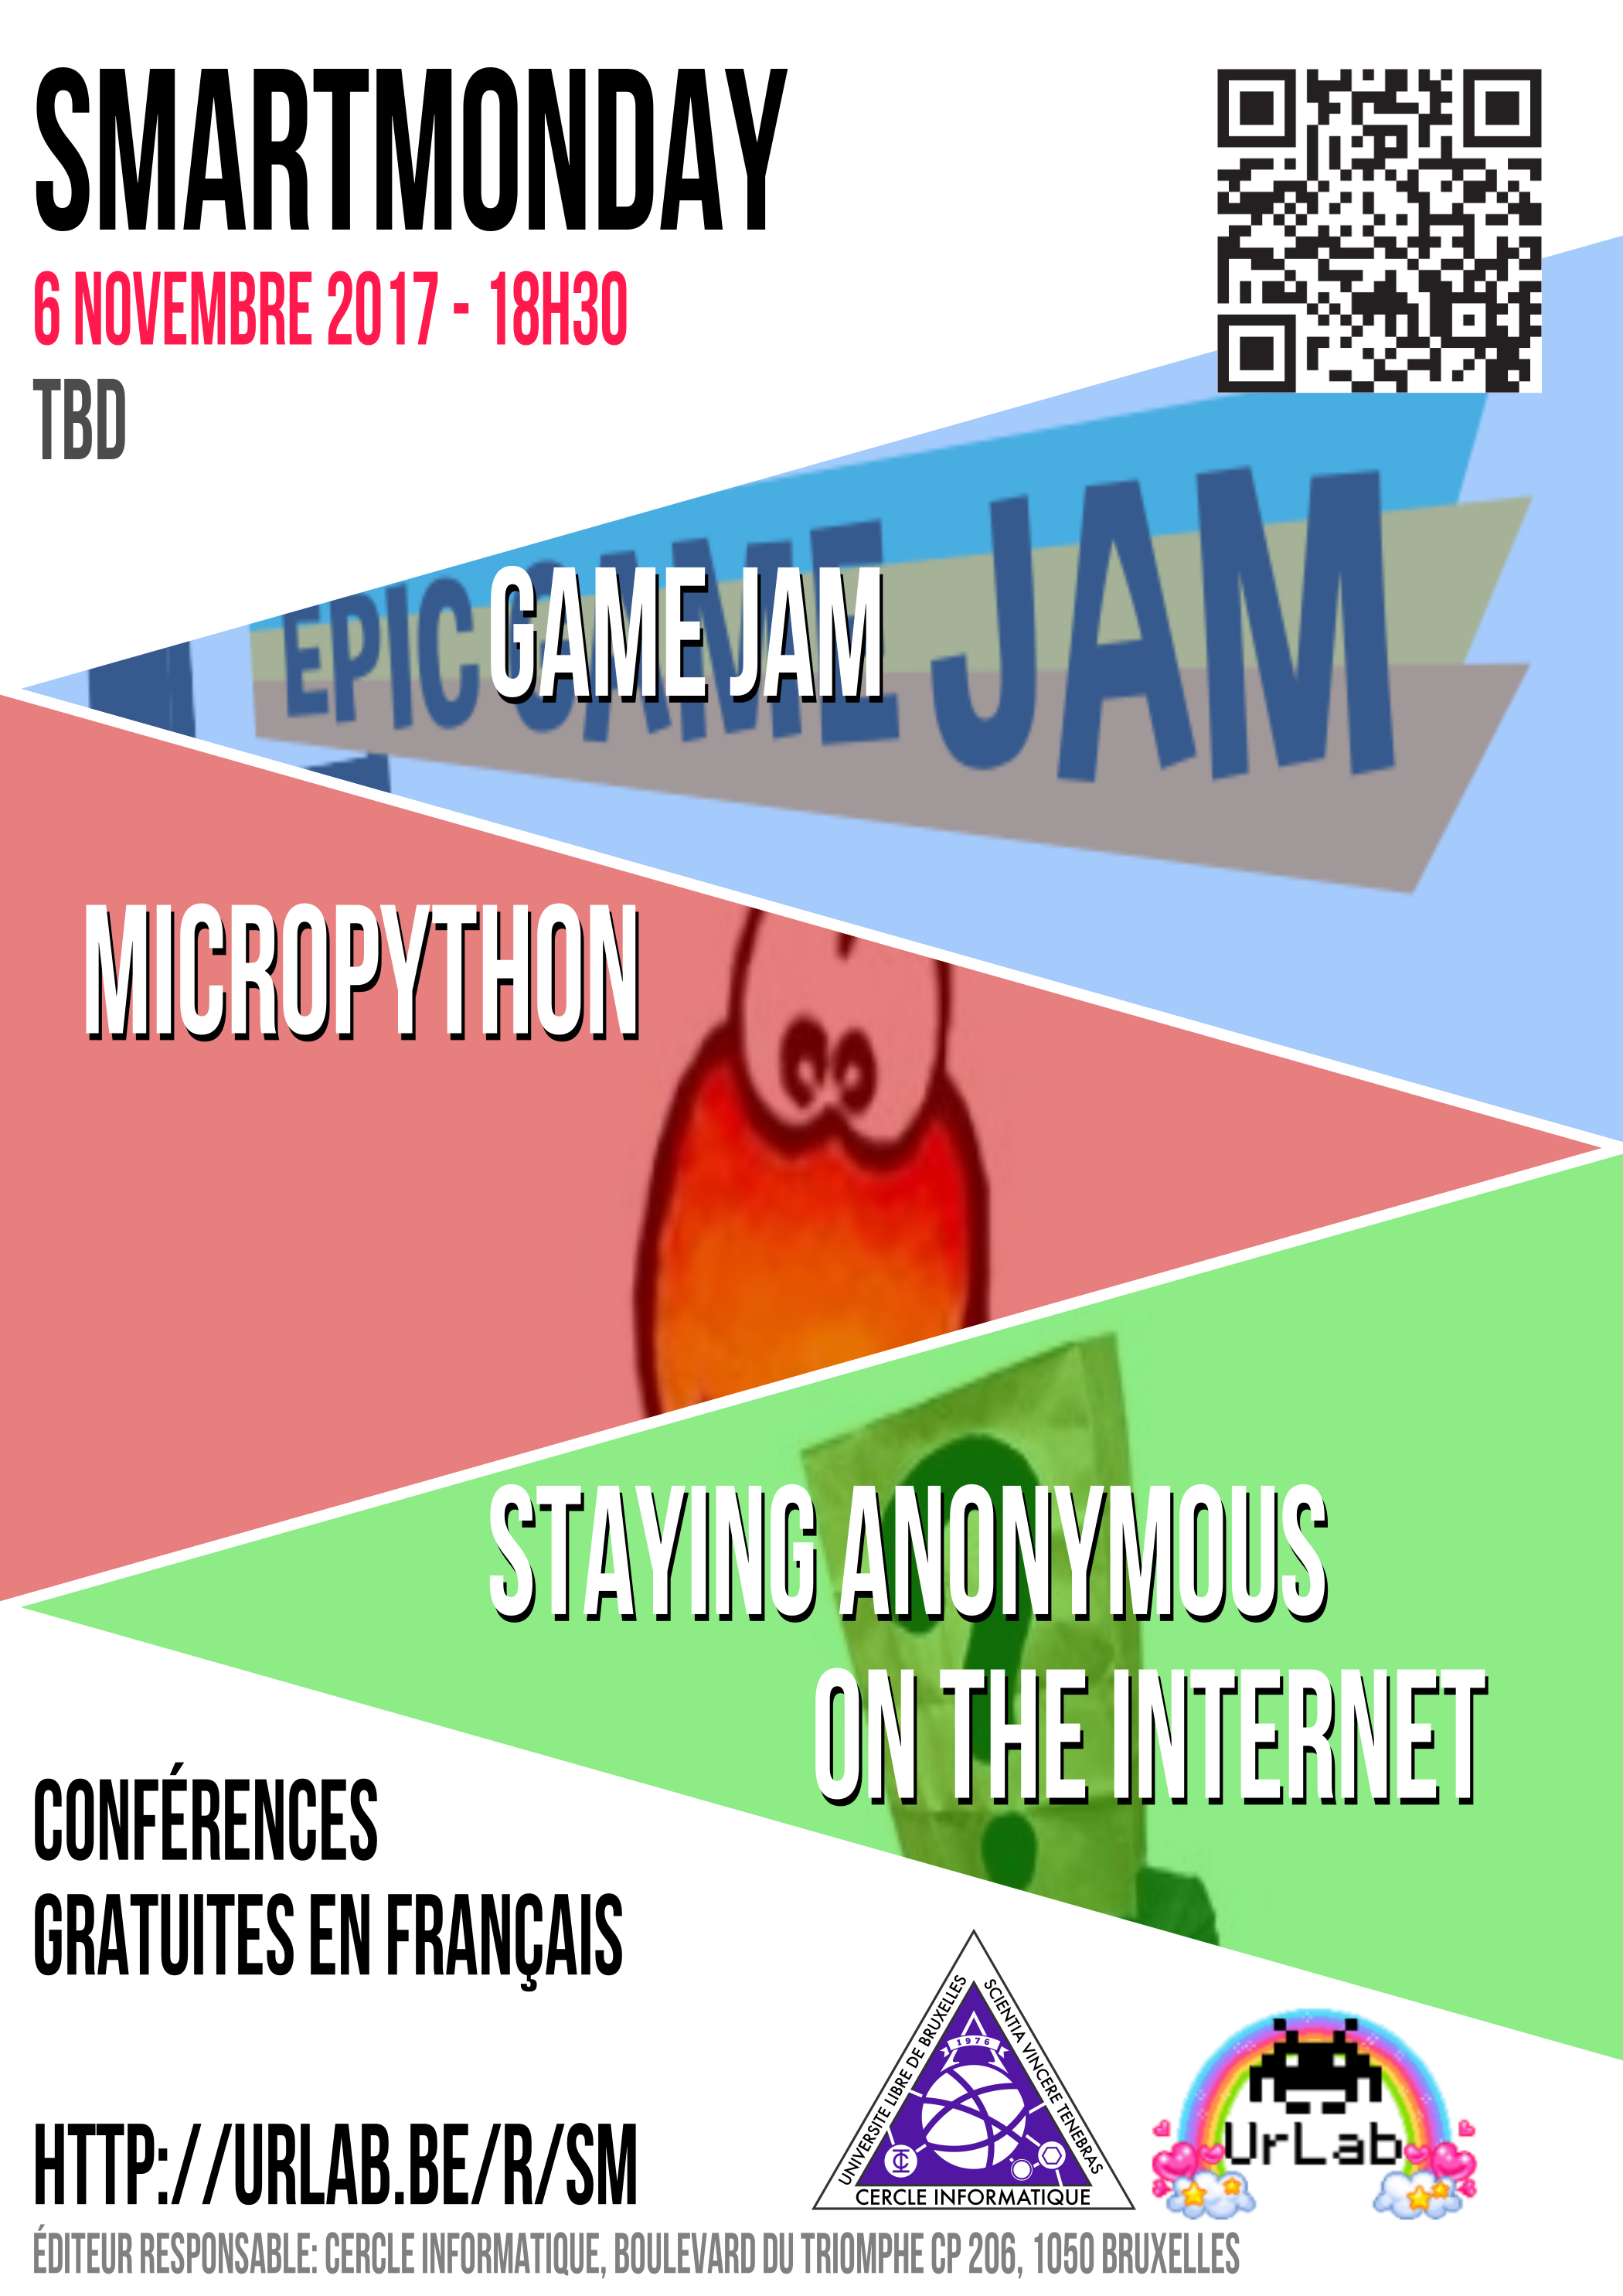 SMARTMONDAY
6 NOVEMBRE 2017 - 18H30
TBD
EPIC GAME JAM
GAME JAM
MICROPYTHON
?
STAYING ANONYMOUS
ON THE INTERNET
CONFÉRENCES
GRATUITES EN FRANÇAIS
HTTP://URLAB.BE/R/SM
UNIVERSITE LIBRE DE BRUXELLES
SCIENTIA VINCERE TENEBRAS
1976
CERCLE INFORMATIQUE
UrLab
ÉDITEUR RESPONSABLE: CERCLE INFORMATIQUE, BOULEVARD DU TRIOMPHE CP 206, 1050 BRUXELLES